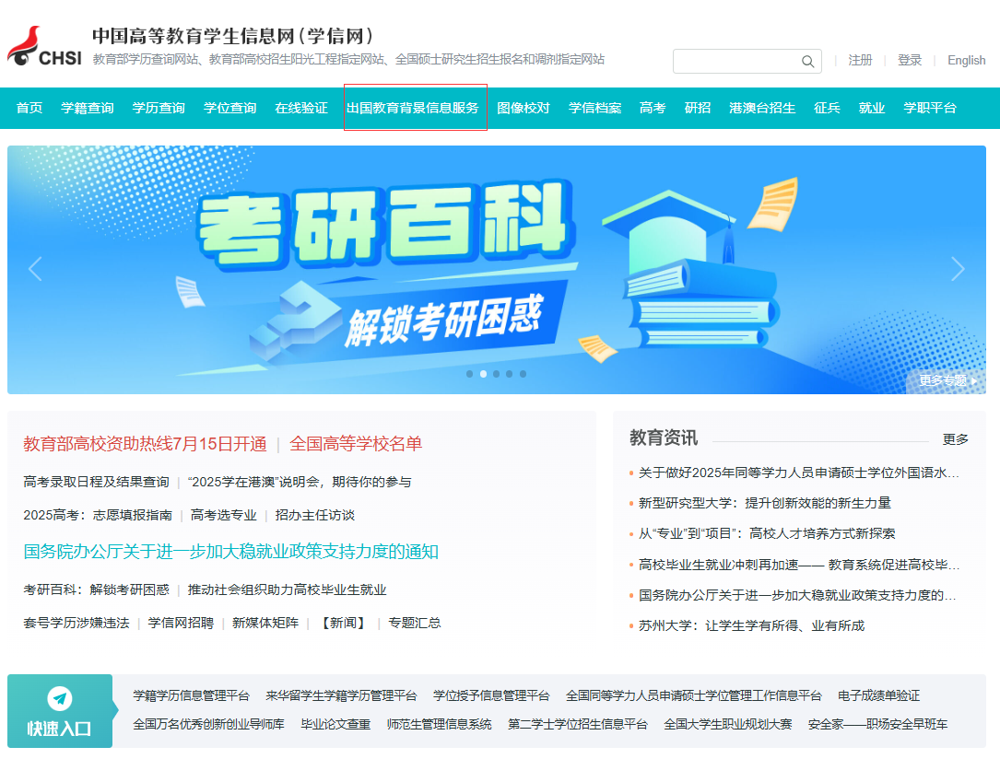 中国高等教育学生信息网（学信网）
CHSI
教育部学历查询网站、教育部高校招生阳光工程指定网站、全国硕士研究生招生报名和调剂指定网站
注册 | 登录 | English
首页 学籍查询 学历查询 学位查询 在线验证 出国教育背景信息服务 图像校对 学信档案 高考 研招 港澳台招生 征兵 就业 学职平台
考研百科
解锁考研困惑
更多专题
教育部高校资助热线7月15日开通 | 全国高等学校名单
高考录取日程及结果查询 | “2025学在港澳”说明会，期待你的参与
2025高考：志愿填报指南 | 高考选专业 | 招办主任访谈
国务院办公厅关于进一步加大稳就业政策支持力度的通知
考研百科：解锁考研困惑 | 推动社会组织助力高校毕业生就业
套号学历涉嫌违法 | 学信网招聘 | 新媒体矩阵 | 【新闻】 | 专题汇总
教育资讯 更多
关于做好2025年同等学力人员申请硕士学位外国语水...
新型研究型大学：提升创新效能的新生力量
从“专业”到“项目”：高校人才培养方式新探索
高校毕业生就业冲刺再加速—— 教育系统促进高校毕...
国务院办公厅关于进一步加大稳就业政策支持力度的...
苏州大学：让学生学有所得、业有所成
快速入口
学籍学历信息管理平台 来华留学生学籍学历管理平台 学位授予信息管理平台 全国同等学力人员申请硕士学位管理工作信息平台 电子成绩单验证
全国万名优秀创新创业导师库 毕业论文查重 师范生管理信息系统 第二学士学位招生信息平台 全国大学生职业规划大赛 安全家——职场安全早班车